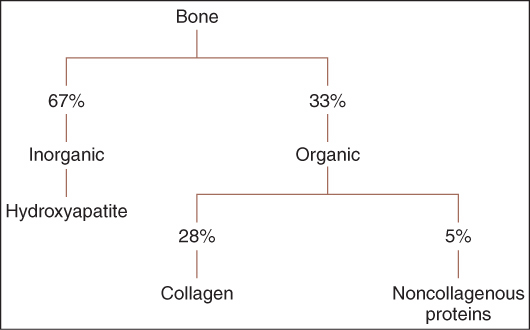 Bone
67%
33%
Inorganic
Organic
Hydroxyapatite
28%
5%
Collagen
Noncollagenous
proteins